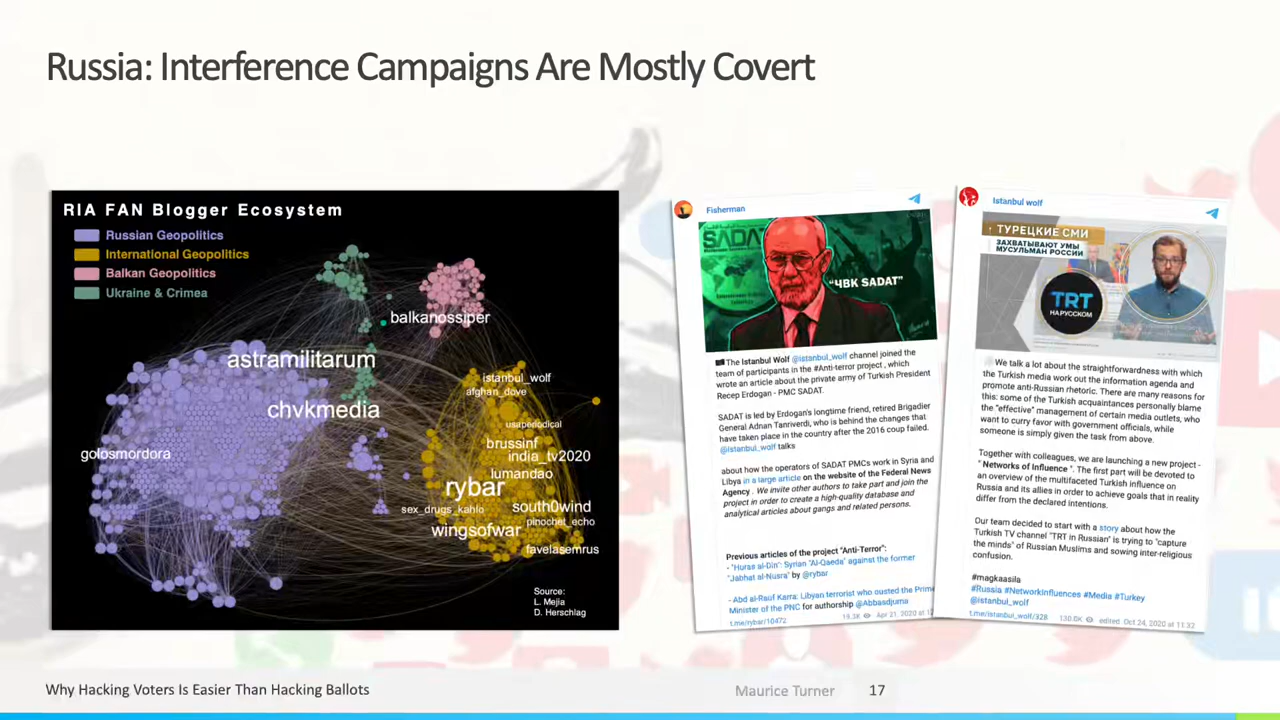 Russia: Interference Campaigns Are Mostly Covert
RIA FAN Blogger Ecosystem
Russian Geopolitics
International Geopolitics
Balkan Geopolitics
Ukraine & Crimea
balkanossiper
astramilitarum
istanbul_wolf
afghan_dove
chvkmedia
usaperiodical
brussinf
golosmordora
india_tv2020
lumandao
rybar
sex_drugs_kahlo
south0wind
pinochet_echo
wingsofwar
favelasemrus
Source:
L. Mejia
D. Herschlag
Fisherman
SADAT
"ЧВК SADAT"
The Istanbul Wolf @istanbul_wolf channel joined the
team of participants in the #Anti-terror project , which
wrote an article about the private army of Turkish President
Recep Erdogan - PMC SADAT.
SADAT is led by Erdogan's longtime friend, retired Brigadier
General Adnan Tanriverdi, who is behind the changes that
have taken place in the country after the 2016 coup failed.
@istanbul_wolf talks
about how the operators of SADAT PMCs work in Syria and
Libya in a large article on the website of the Federal News
Agency . We invite other authors to take part and join the
project in order to create a high-quality database and
analytical articles about gangs and related persons.
Previous articles of the project "Anti-Terror":
- "Huras al-Din": Syrian "Al-Qaeda" against the former
"Jabhat al-Nusra" by @rybar
- Abd al-Rauf Karra: Libyan terrorist who ousted the Prime
Minister of the PNC for authorship @Abbasdjuma
t.me/rybar/10472
19.3K Apr 21, 2020 at
Istanbul wolf
ТУРЕЦКИЕ СМИ
ЗАХВАТЫВАЮТ УМЫ
МУСУЛЬМАН РОССИИ
TRT
НА РУССКОМ
We talk a lot about the straightforwardness with which
the Turkish media work out the information agenda and
promote anti-Russian rhetoric. There are many reasons for
this: some of the Turkish acquaintances personally blame
the "effective" management of certain media outlets, who
want to curry favor with government officials, while
someone is simply given the task from above.
Together with colleagues, we are launching a new project -
" Networks of Influence ". The first part will be devoted to
an overview of the multifaceted Turkish influence on
Russia and its allies in order to achieve goals that in reality
differ from the declared intentions.
Our team decided to start with a story about how the
Turkish TV channel "TRT in Russian" is trying to "capture
the minds" of Russian Muslims and sowing inter-religious
confusion.
#magkaasila
#Russia #NetworkInfluences #Media #Turkey
@istanbul_wolf
t.me/istanbul_wolf/328
130.0K edited Oct 24, 2020 at 11:32
Why Hacking Voters Is Easier Than Hacking Ballots
Maurice Turner
17